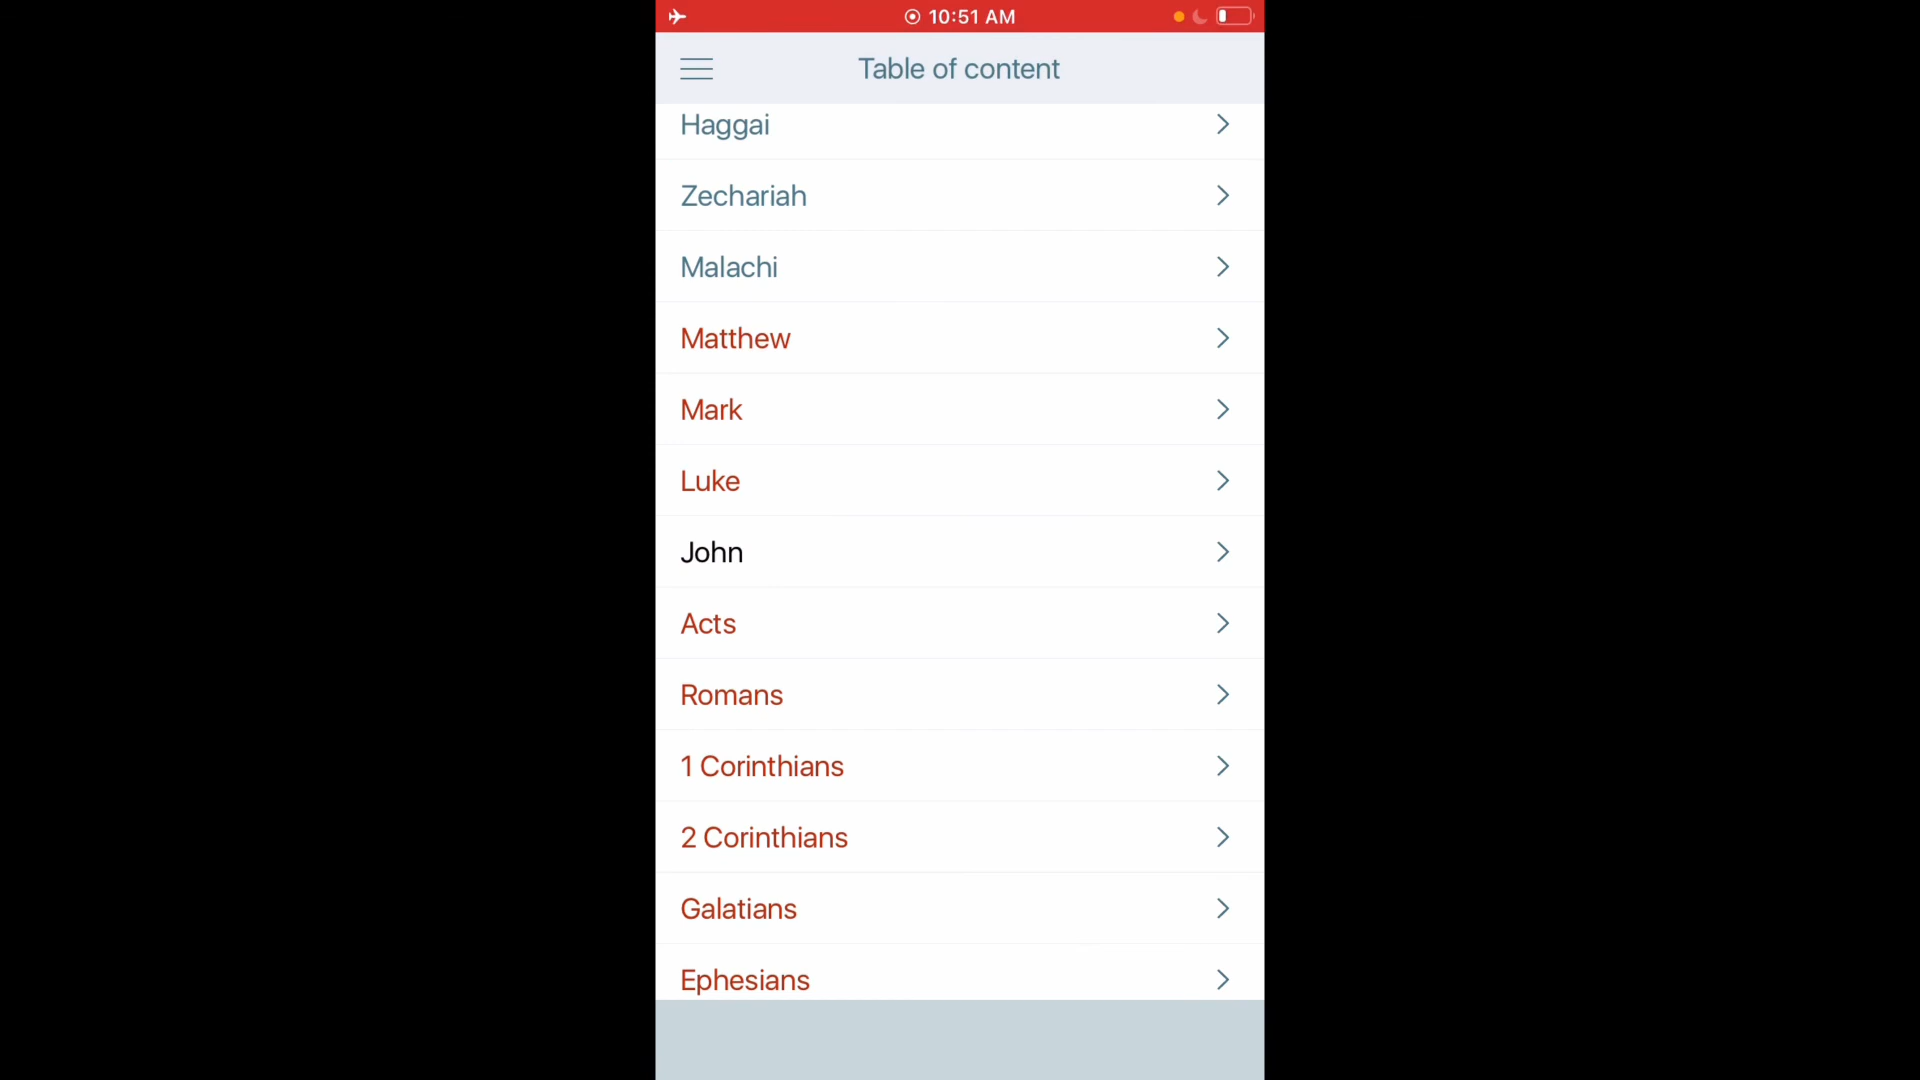 10:51 AM
Table of content
Haggai
Zechariah
Malachi
Matthew
Mark
Luke
John
Acts
Romans
1 Corinthians
2 Corinthians
Galatians
Ephesians